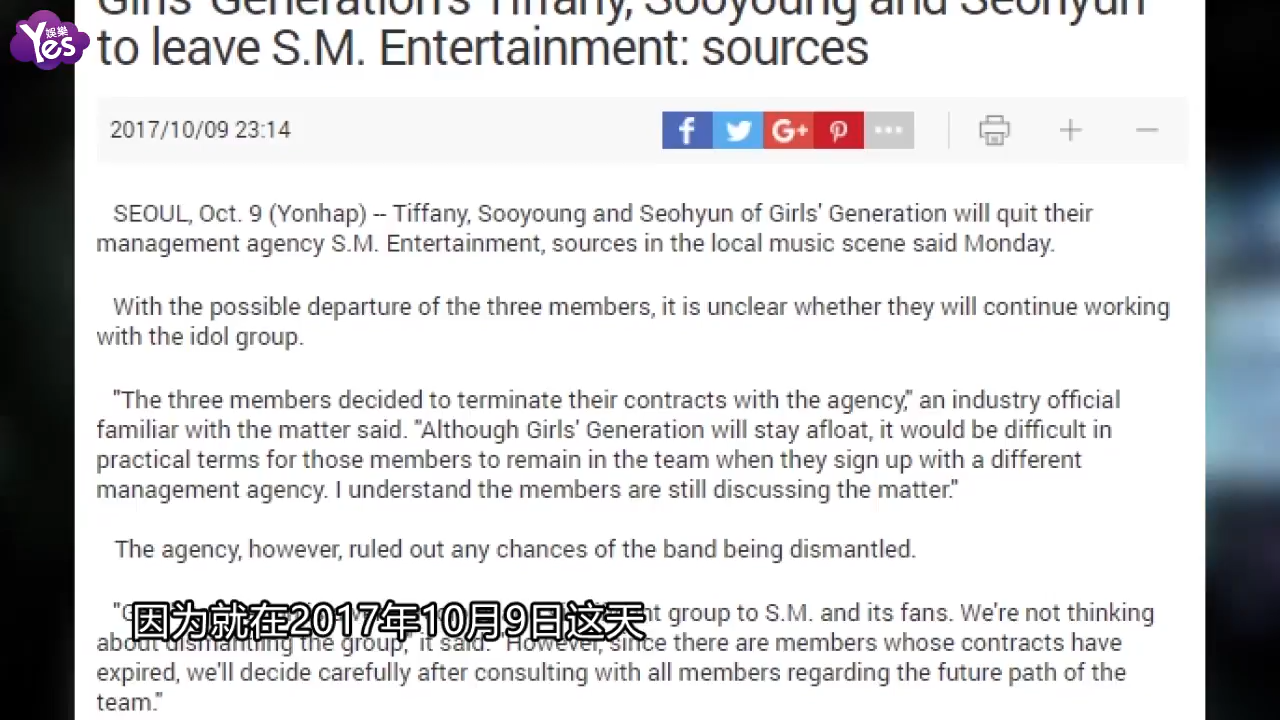 Girls' Generation's Tiffany, Sooyoung and Seohyun
to leave S.M. Entertainment: sources
娛樂
Yes
2017/10/09 23:14
f
G+
SEOUL, Oct. 9 (Yonhap) -- Tiffany, Sooyoung and Seohyun of Girls' Generation will quit their
management agency S.M. Entertainment, sources in the local music scene said Monday.
With the possible departure of the three members, it is unclear whether they will continue working
with the idol group.
"The three members decided to terminate their contracts with the agency," an industry official
familiar with the matter said. "Although Girls' Generation will stay afloat, it would be difficult in
practical terms for those members to remain in the team when they sign up with a different
management agency. I understand the members are still discussing the matter."
The agency, however, ruled out any chances of the band being dismantled.
group to S.M. and its fans. We're not thinking
因为就在2017年10月9日这天
about dismantling the group," it said. "However, since there are members whose contracts have
expired, we'll decide carefully after consulting with all members regarding the future path of the
team."